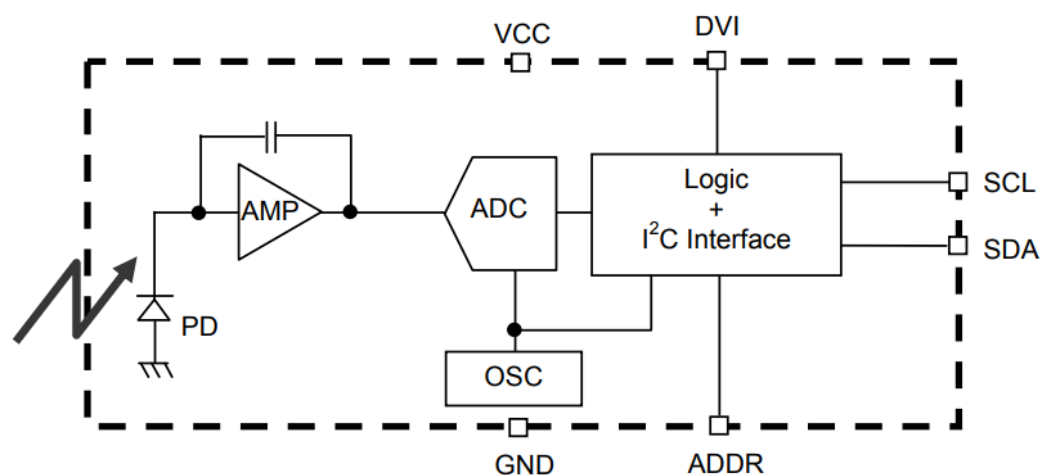 VCC
DVI
AMP
ADC
Logic
+
I²C Interface
SCL
SDA
PD
OSC
GND
ADDR